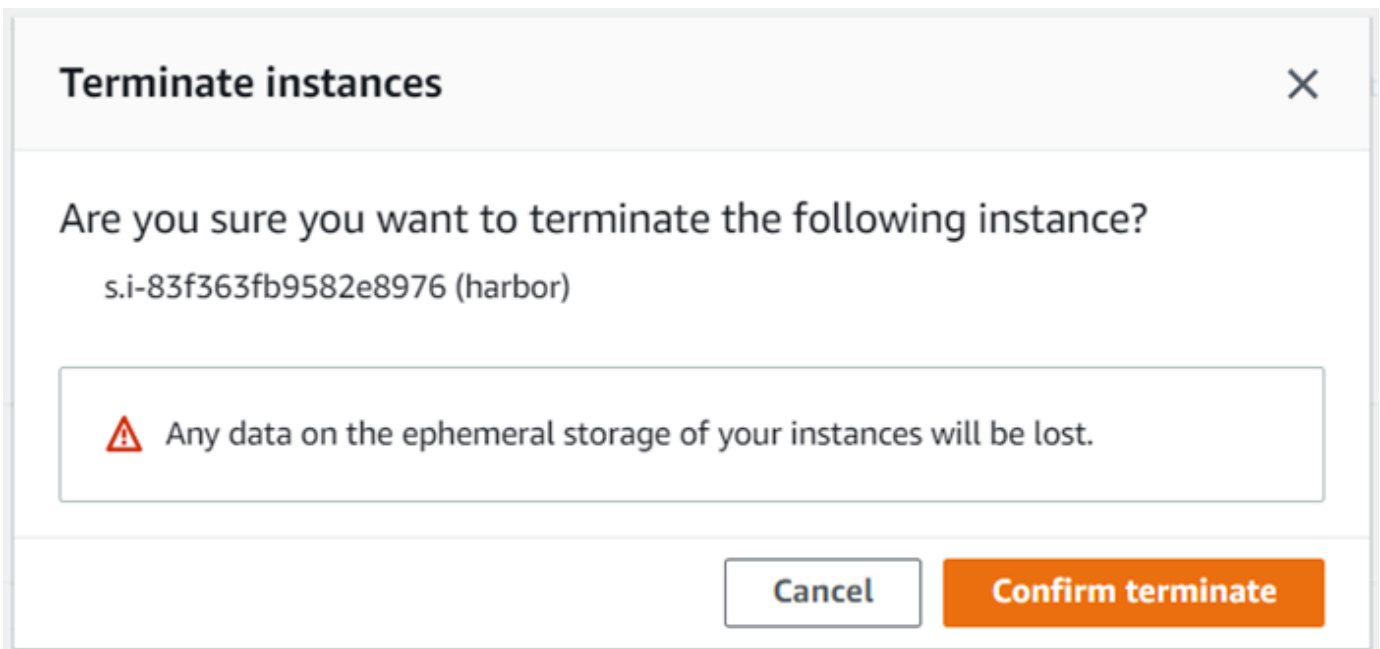 Terminate instances
Are you sure you want to terminate the following instance?
s.i-83f363fb9582e8976 (harbor)
Any data on the ephemeral storage of your instances will be lost.
Cancel Confirm terminate